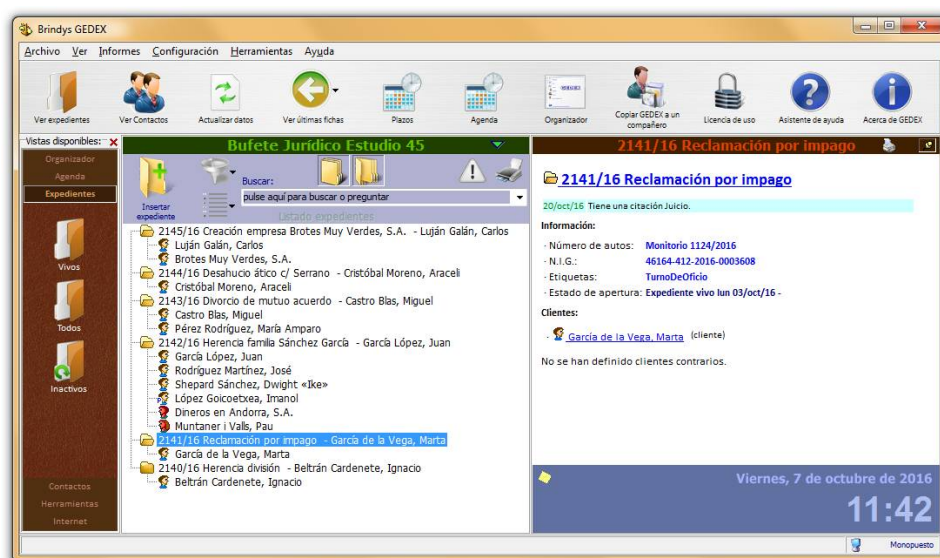 Brindys GEDEX
Archivo Ver Informes Configuración Herramientas Ayuda
Ver expedientes
Ver Contactos
Actualizar datos
Ver últimas fichas
Plazos
Agenda
Organizador
Copiar GEDEX a un
compañero
Licencia de uso
Asistente de ayuda
Acerca de GEDEX
Vistas disponibles:
Organizador
Agenda
Expedientes
Vivos
Todos
Inactivos
Contactos
Herramientas
Internet
Bufete Jurídico Estudio 45
Insertar
expediente
Buscar:
pulse aquí para buscar o preguntar
Listado expedientes
2145/16 Creación empresa Brotes Muy Verdes, S.A. - Luján Galán, Carlos
Luján Galán, Carlos
Brotes Muy Verdes, S.A.
2144/16 Desahucio ático c/ Serrano - Cristóbal Moreno, Araceli
Cristóbal Moreno, Araceli
2143/16 Divorcio de mutuo acuerdo - Castro Blas, Miguel
Castro Blas, Miguel
Pérez Rodríguez, María Amparo
2142/16 Herencia familia Sánchez García - García López, Juan
García López, Juan
Rodríguez Martínez, José
Shepard Sánchez, Dwight «Ike»
López Goicoetxea, Imanol
Dineros en Andorra, S.A.
Muntaner i Valls, Pau
2141/16 Reclamación por impago - García de la Vega, Marta
García de la Vega, Marta
2140/16 Herencia división - Beltrán Cardenete, Ignacio
Beltrán Cardenete, Ignacio
2141/16 Reclamación por impago
2141/16 Reclamación por impago
20/oct/16 Tiene una citación Juicio.
Información:
· Número de autos: Monitorio 1124/2016
· N.I.G.: 46164-412-2016-0003608
· Etiquetas: TurnoDeOficio
· Estado de apertura: Expediente vivo lun 03/oct/16 -
Clientes:
· García de la Vega, Marta (cliente)
No se han definido clientes contrarios.
Viernes, 7 de octubre de 2016
11:42
Monopuesto